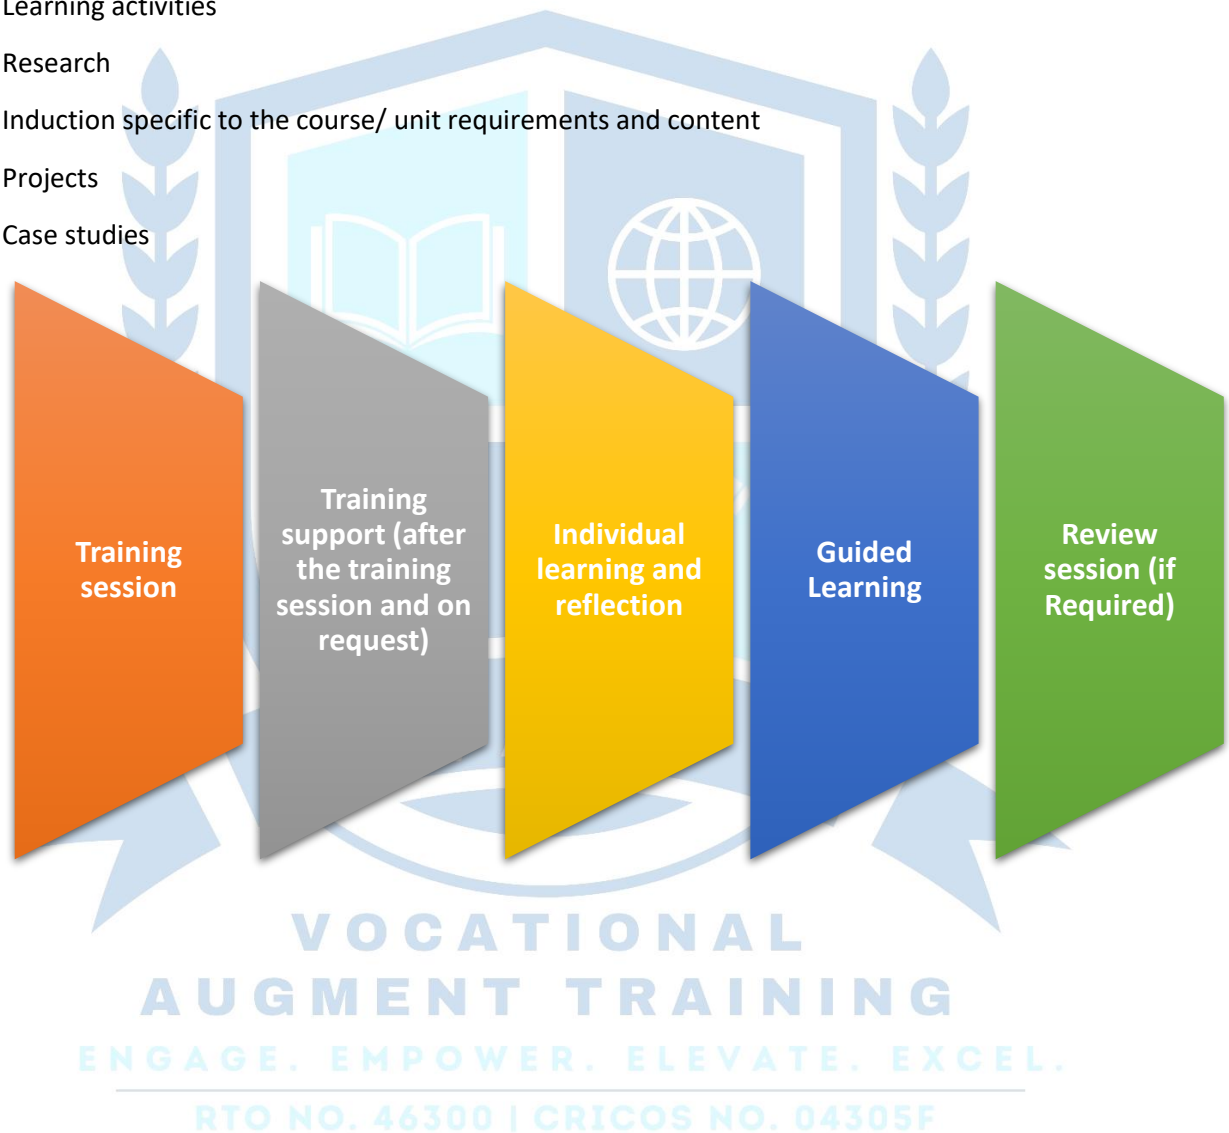 Learning activities
Research
Induction specific to the course/ unit requirements and content
Projects
Case studies
Training
session
Training
support (after
the training
session and on
request)
Individual
learning and
reflection
Guided
Learning
Review
session (if
Required)
VOCATIONAL
AUGMENT TRAINING
ENGAGE. EMPOWER. ELEVATE. EXCEL.
RTO NO. 46300 | CRICOS NO. 04305F